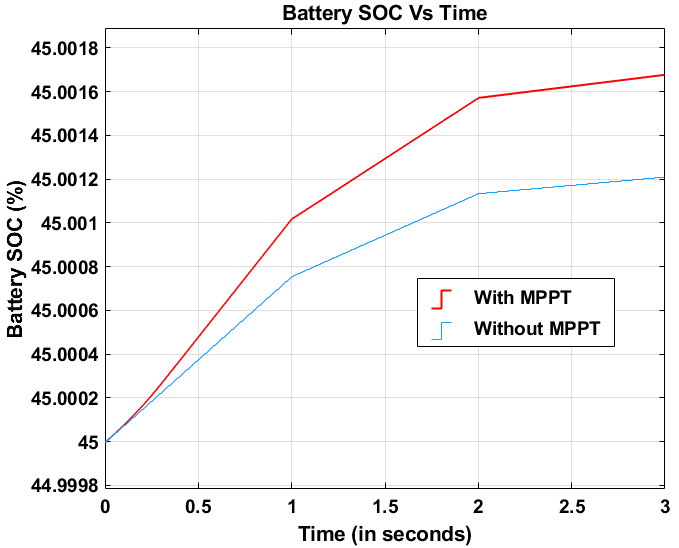 Battery SOC Vs Time
45.0018
45.0016
45.0014
45.0012
45.001
45.0008
45.0006
45.0004
45.0002
45
44.9998
Battery SOC (%)
With MPPT
Without MPPT
0 0.5 1 1.5 2 2.5 3
Time (in seconds)